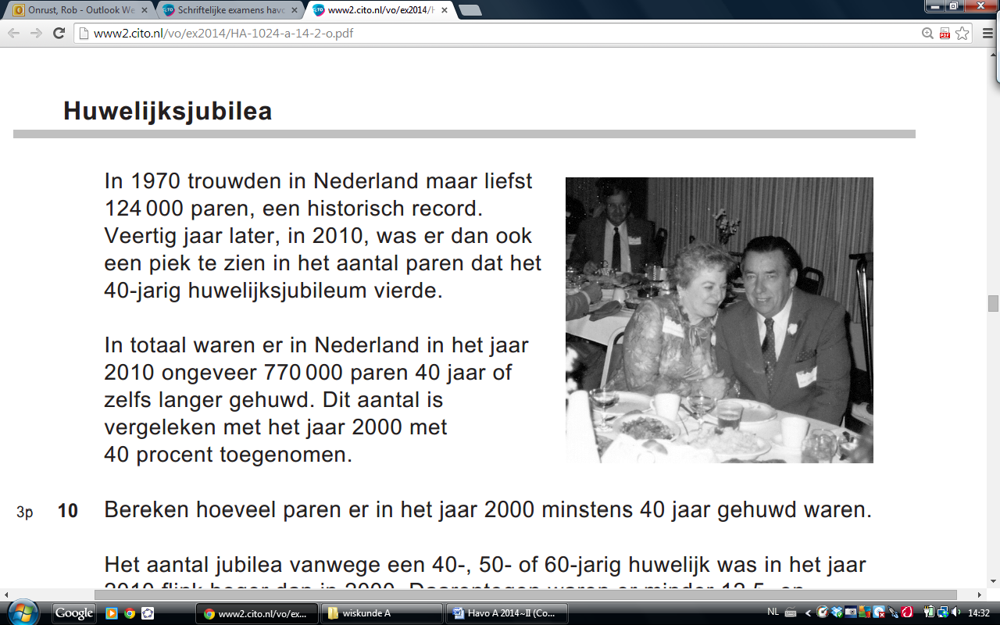 Onrust, Rob - Outlook We
Schriftelijke examens havo
www2.cito.nl/vo/ex2014/H
www2.cito.nl/vo/ex2014/HA-1024-a-14-2-o.pdf
Huwelijksjubilea
In 1970 trouwden in Nederland maar liefst
124 000 paren, een historisch record.
Veertig jaar later, in 2010, was er dan ook
een piek te zien in het aantal paren dat het
40-jarig huwelijksjubileum vierde.
In totaal waren er in Nederland in het jaar
2010 ongeveer 770 000 paren 40 jaar of
zelfs langer gehuwd. Dit aantal is
vergeleken met het jaar 2000 met
40 procent toegenomen.
3p 10 Bereken hoeveel paren er in het jaar 2000 minstens 40 jaar gehuwd waren.
Het aantal jubilea vanwege een 40-, 50- of 60-jarig huwelijk was in het jaar
2010 flink hoger dan in 2000. Daarentegen waren er minder 12,5- en
Google
www2.cito.nl/vo/ex...
wiskunde A
Havo A 2014~II (Co...
NL
14:32